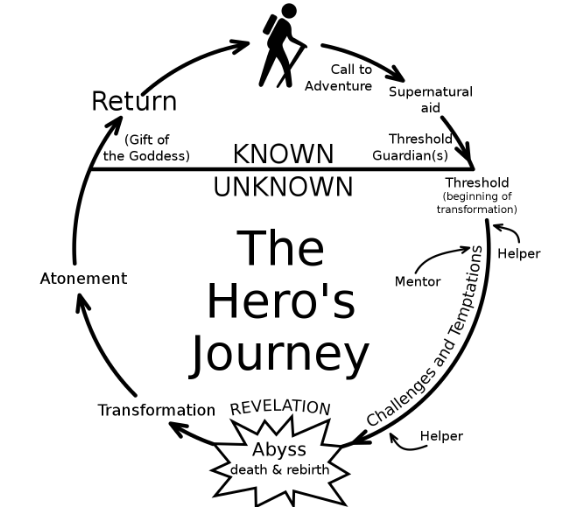 Call to
Adventure
Supernatural
aid
Return
(Gift of
the Goddess)
KNOWN
Threshold
Guardian(s)
UNKNOWN
Threshold
(beginning of
transformation)
Helper
Mentor
Challenges and Temptations
The
Hero's
Journey
Atonement
Transformation
REVELATION
Abyss
death & rebirth
Helper